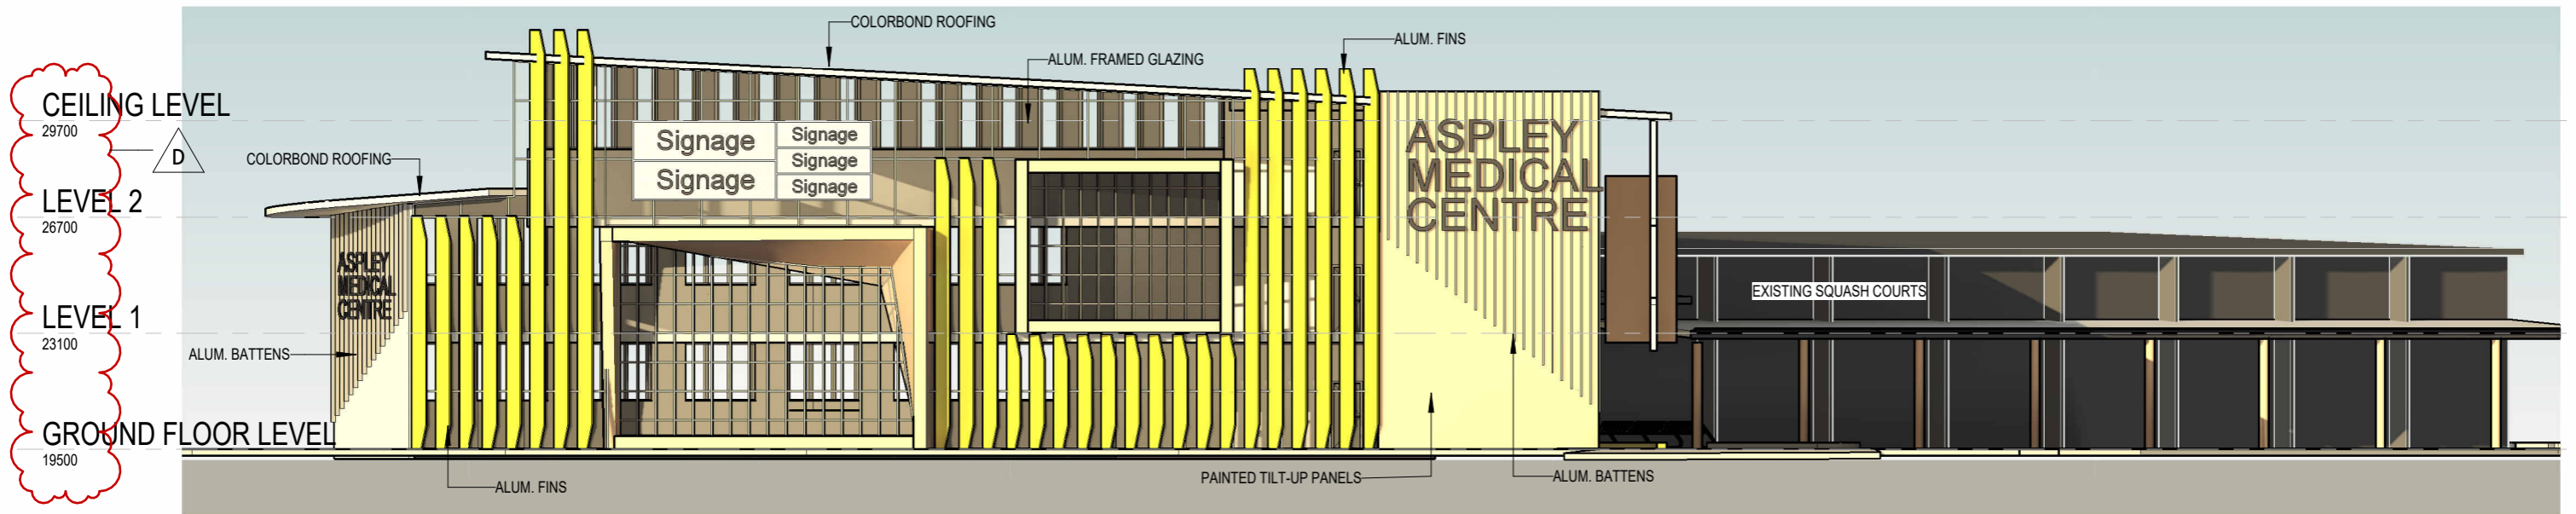 COLORBOND ROOFING
ALUM. FINS
ALUM. FRAMED GLAZING
CEILING LEVEL
29700
D
COLORBOND ROOFING
Signage
Signage
Signage
Signage
Signage
ASPLEY
MEDICAL
CENTRE
LEVEL 2
26700
ASPLEY
MEDICAL
CENTRE
EXISTING SQUASH COURTS
LEVEL 1
23100
ALUM. BATTENS
GROUND FLOOR LEVEL
19500
ALUM. FINS
PAINTED TILT-UP PANELS
ALUM. BATTENS